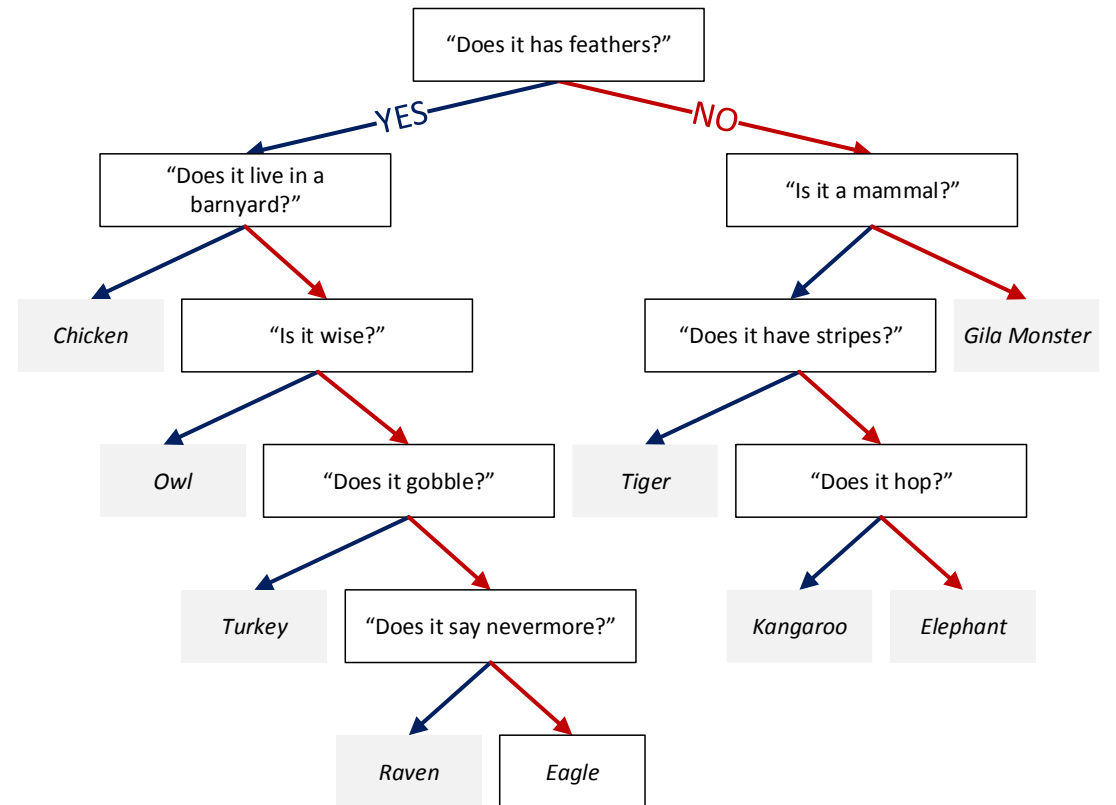 “Does it has feathers?”
YES
NO
“Does it live in a
barnyard?”
“Is it a mammal?”
Chicken
“Is it wise?”
“Does it have stripes?”
Gila Monster
Owl
“Does it gobble?”
Tiger
“Does it hop?”
Turkey
“Does it say nevermore?”
Kangaroo
Elephant
Raven
Eagle